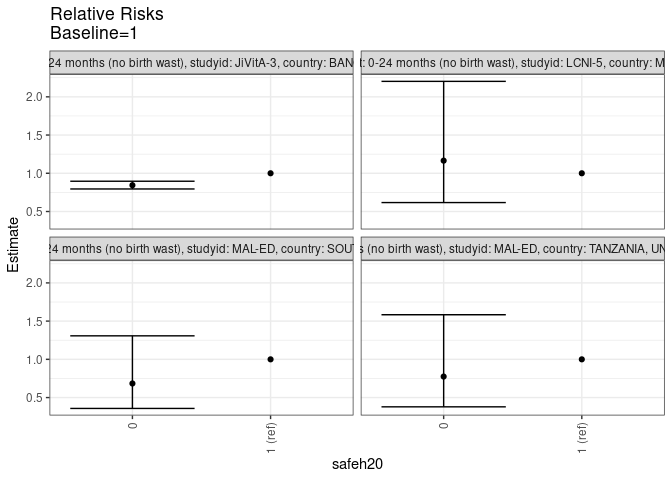 Relative Risks
Baseline=1
24 months (no birth wast), studyid: JiVitA-3, country: BAN
t: 0-24 months (no birth wast), studyid: LCNI-5, country: M
2.0
1.5
1.0
0.5
24 months (no birth wast), studyid: MAL-ED, country: SOUT
s (no birth wast), studyid: MAL-ED, country: TANZANIA, UN
2.0
1.5
1.0
0.5
Estimate
0
1 (ref)
0
1 (ref)
safeh20